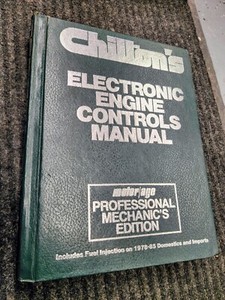 Chilton's
ELECTRONIC
ENGINE
CONTROLS
MANUAL
motor/age
PROFESSIONAL
MECHANIC'S
EDITION
Includes Fuel Injection on 1978-85 Domestics and Imports